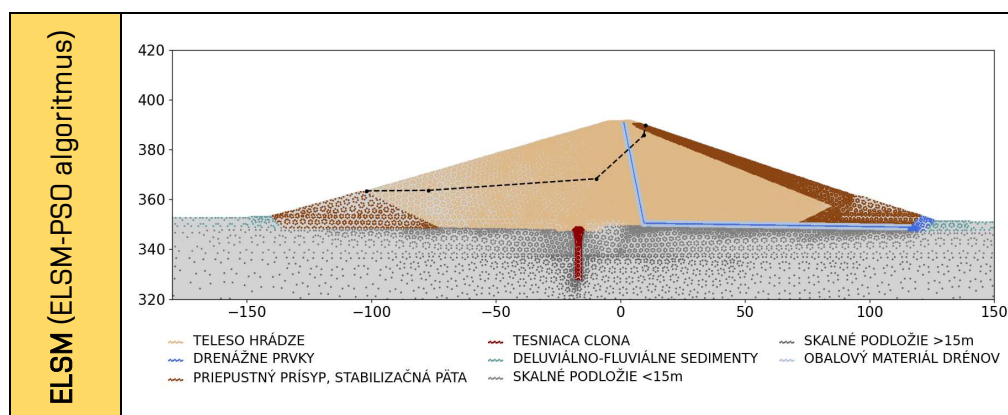 ELSM (ELSM-PSO algoritmus)
420
400
380
360
340
320
−150 −100 −50 0 50 100 150
TELESO HRÁDZE TESNIACA CLONA SKALNÉ PODLOŽIE >15m
DRENÁŽNE PRVKY DELUVIÁLNO-FLUVIÁLNE SEDIMENTY OBALOVÝ MATERIÁL DRÉNOV
PRIEPUSTNÝ PRÍSYP, STABILIZAČNÁ PÄTA SKALNÉ PODLOŽIE <15m